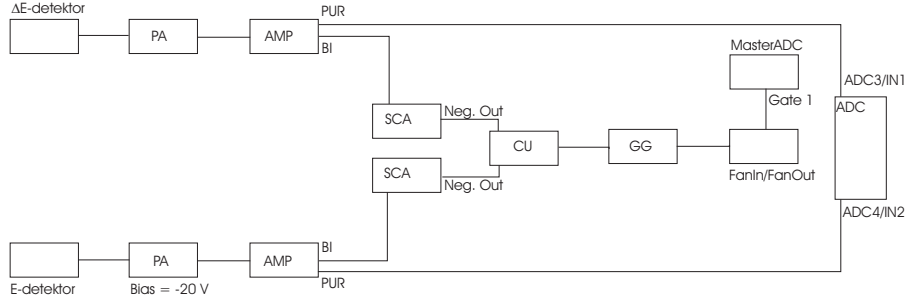 ΔE-detektor
PUR
PA
AMP
BI
MasterADC
ADC3/IN1
Gate 1
ADC
SCA
Neg. Out
CU
GG
FanIn/FanOut
SCA
Neg. Out
ADC4/IN2
BI
PA
AMP
PUR
E-detektor
Bias = -20 V